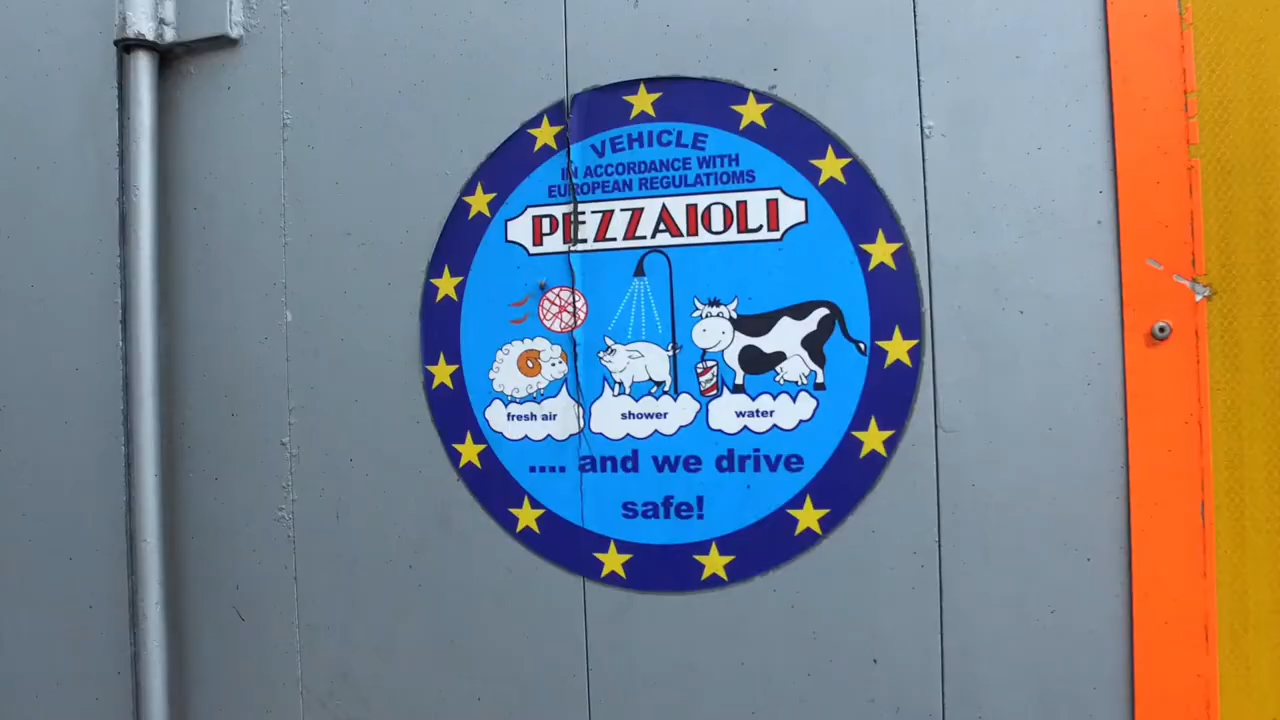 VEHICLE
IN ACCORDANCE WITH
EUROPEAN REGULATIOMS
PEZZAIOLI
fresh air
shower
water
.... and we drive
safe!